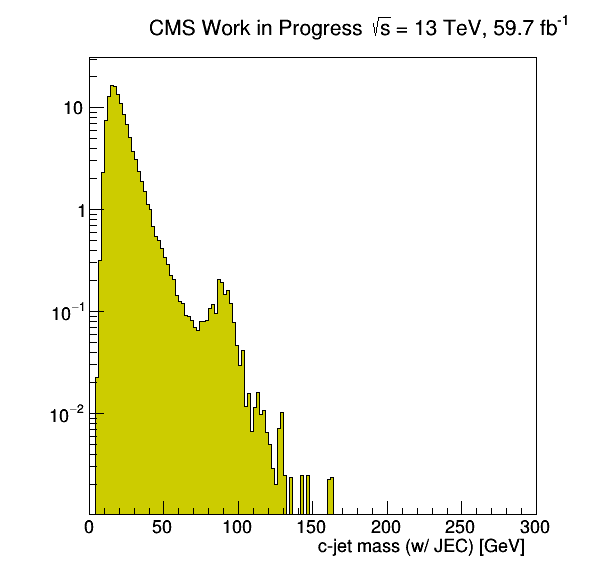 CMS Work in Progress √s = 13 TeV, 59.7 fb⁻¹
10
1
10⁻¹
10⁻²
0 50 100 150 200 250 300
c-jet mass (w/ JEC) [GeV]